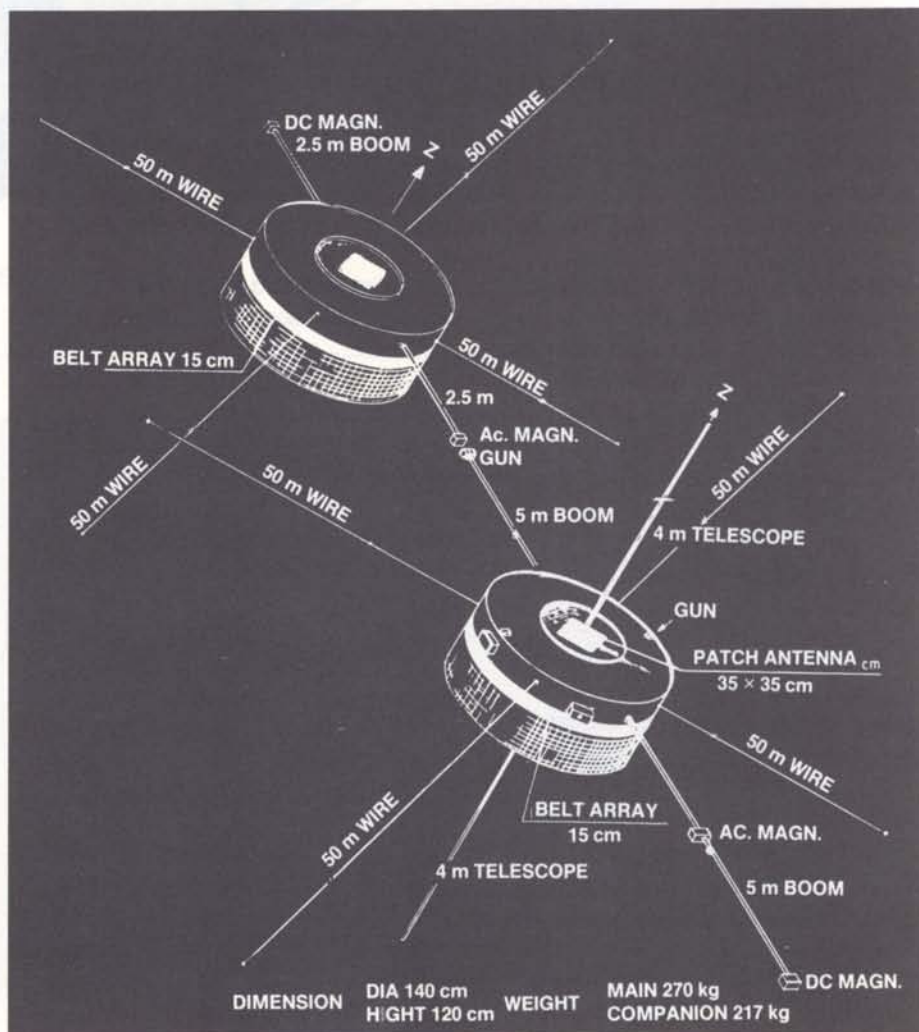 DC MAGN.
2.5 m BOOM
Z
50 m WIRE
50 m WIRE
BELT ARRAY 15 cm
50 m WIRE
2.5 m
Ac. MAGN.
GUN
50 m WIRE
50 m WIRE
5 m BOOM
Z
50 m WIRE
4 m TELESCOPE
GUN
PATCH ANTENNA cm
35 × 35 cm
50 m WIRE
50 m WIRE
BELT ARRAY
15 cm
4 m TELESCOPE
AC. MAGN.
5 m BOOM
DC MAGN.
DIMENSION DIA 140 cm WEIGHT MAIN 270 kg
HIGHT 120 cm COMPANION 217 kg